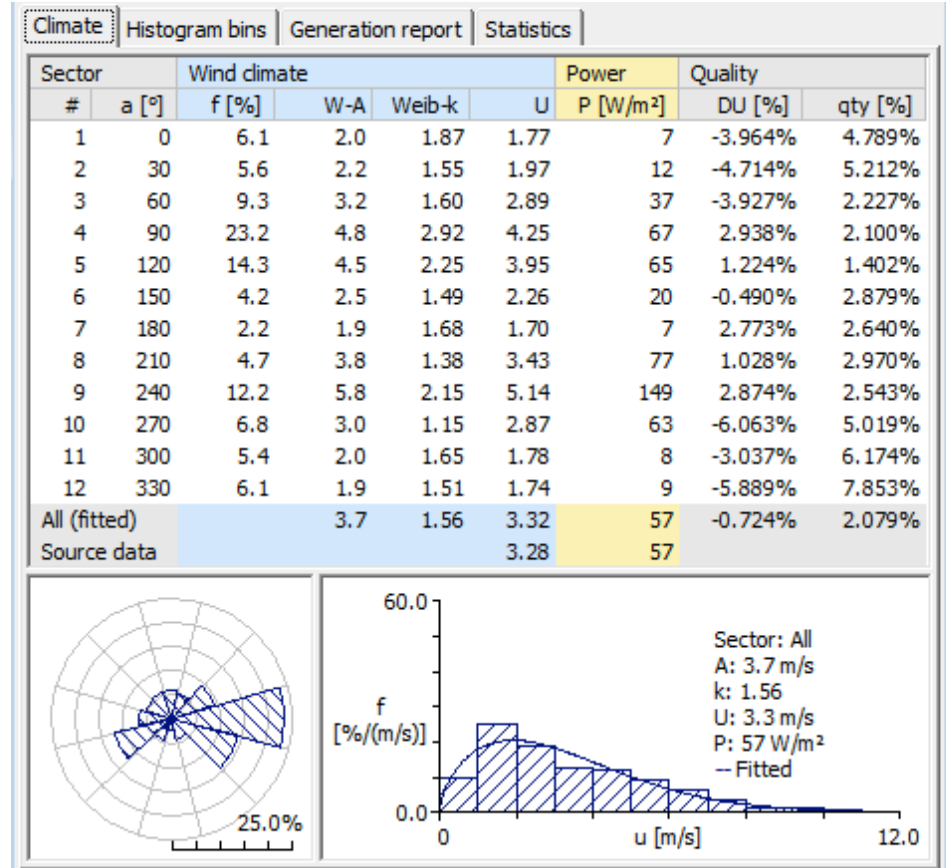 Climate Histogram bins Generation report Statistics
Sector Wind climate Power Quality
# a [°] f [%] W-A Weib-k U P [W/m²] DU [%] qty [%]
1 0 6.1 2.0 1.87 1.77 7 -3.964% 4.789%
2 30 5.6 2.2 1.55 1.97 12 -4.714% 5.212%
3 60 9.3 3.2 1.60 2.89 37 -3.927% 2.227%
4 90 23.2 4.8 2.92 4.25 67 2.938% 2.100%
5 120 14.3 4.5 2.25 3.95 65 1.224% 1.402%
6 150 4.2 2.5 1.49 2.26 20 -0.490% 2.879%
7 180 2.2 1.9 1.68 1.70 7 2.773% 2.640%
8 210 4.7 3.8 1.38 3.43 77 1.028% 2.970%
9 240 12.2 5.8 2.15 5.14 149 2.874% 2.543%
10 270 6.8 3.0 1.15 2.87 63 -6.063% 5.019%
11 300 5.4 2.0 1.65 1.78 8 -3.037% 6.174%
12 330 6.1 1.9 1.51 1.74 9 -5.889% 7.853%
All (fitted) 3.7 1.56 3.32 57 -0.724% 2.079%
Source data 3.28 57
25.0%
60.0
f
[%/(m/s)]
0.0
0 u [m/s] 12.0
Sector: All
A: 3.7 m/s
k: 1.56
U: 3.3 m/s
P: 57 W/m²
-- Fitted